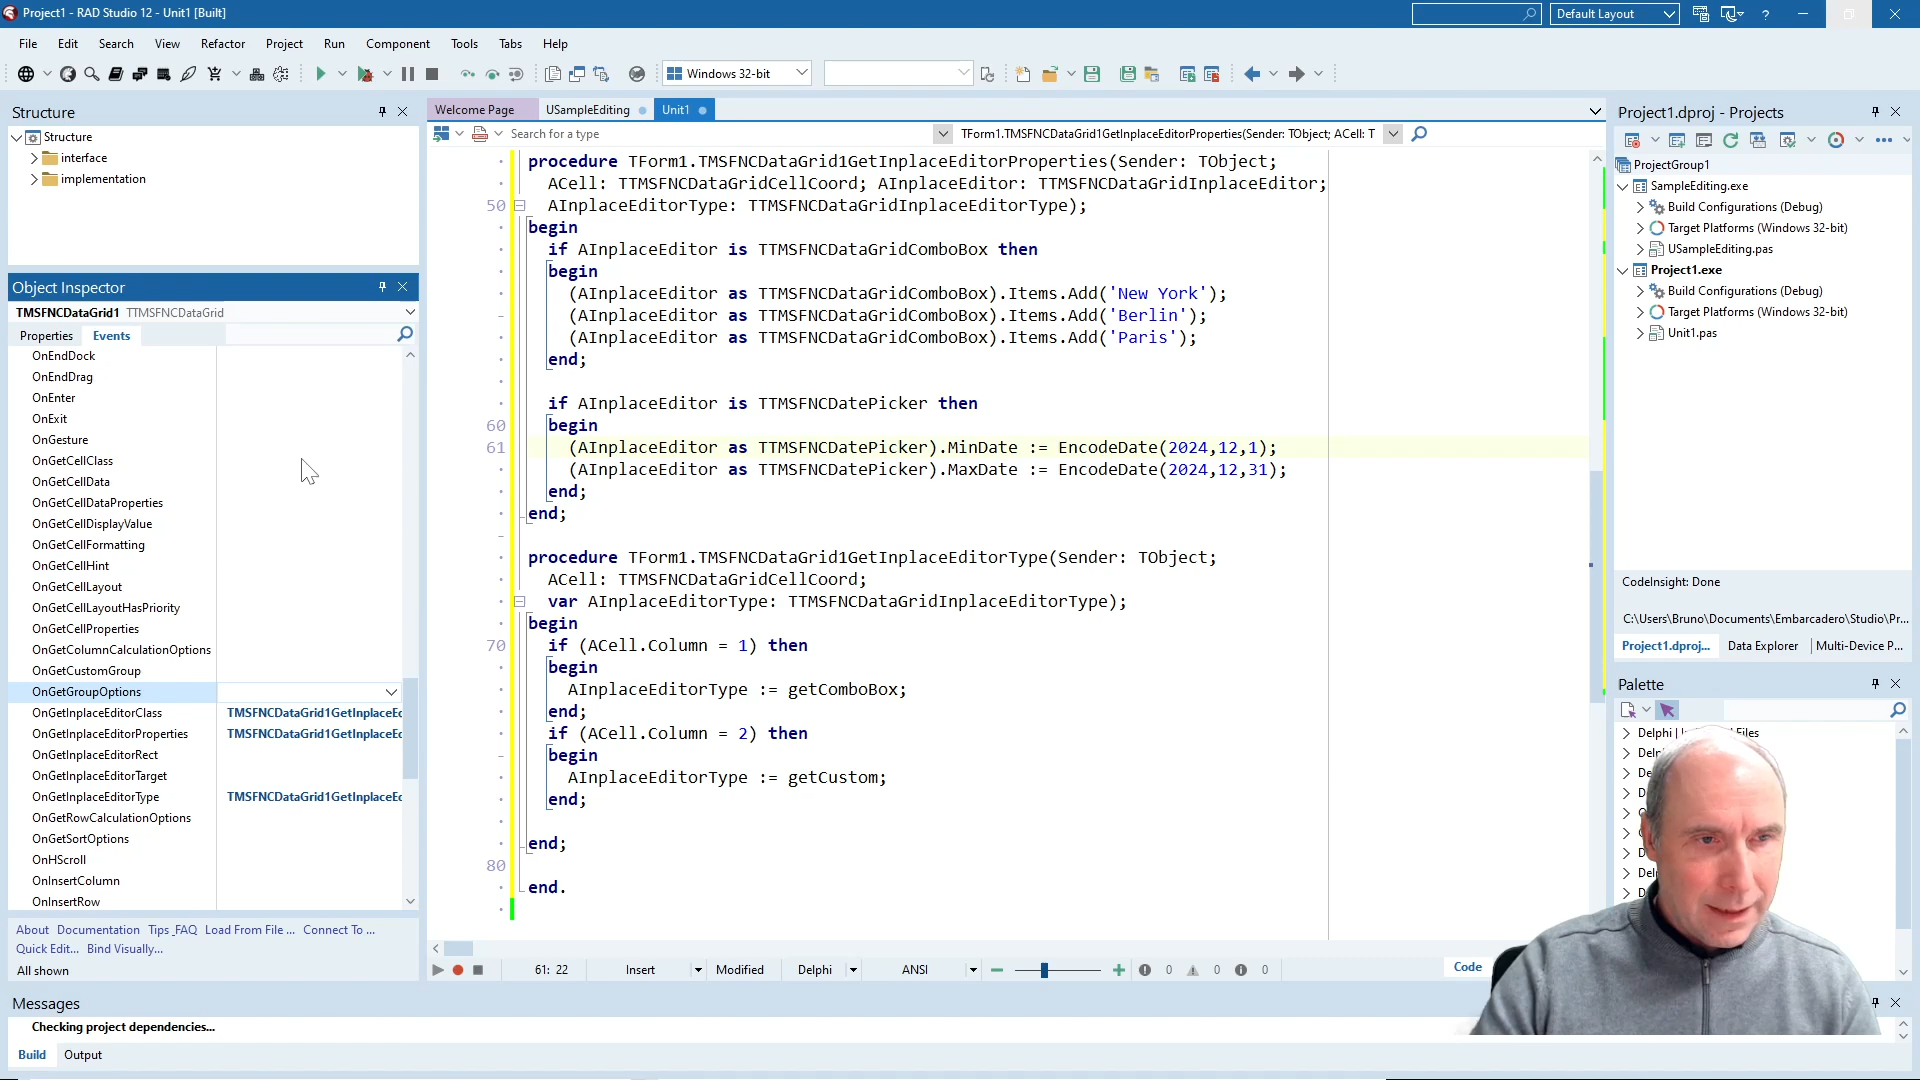 Project1 - RAD Studio 12 - Unit1 [Built]
Default Layout
File Edit Search View Refactor Project Run Component Tools Tabs Help
Windows 32-bit
Structure
Structure
interface
implementation
Object Inspector
TMSFNCDataGrid1 TTMSFNCDataGrid
Properties Events
OnEndDock
OnEndDrag
OnEnter
OnExit
OnGesture
OnGetCellClass
OnGetCellData
OnGetCellDataProperties
OnGetCellDisplayValue
OnGetCellFormatting
OnGetCellHint
OnGetCellLayout
OnGetCellLayoutHasPriority
OnGetCellProperties
OnGetColumnCalculationOptions
OnGetCustomGroup
OnGetGroupOptions
OnGetInplaceEditorClass TMSFNCDataGrid1GetInplaceEc
OnGetInplaceEditorProperties TMSFNCDataGrid1GetInplaceEc
OnGetInplaceEditorRect
OnGetInplaceEditorTarget
OnGetInplaceEditorType TMSFNCDataGrid1GetInplaceEc
OnGetRowCalculationOptions
OnGetSortOptions
OnHScroll
OnInsertColumn
OnInsertRow
About Documentation Tips_FAQ Load From File ... Connect To ...
Quick Edit... Bind Visually...
All shown
Welcome Page USampleEditing Unit1
Search for a type TForm1.TMSFNCDataGrid1GetInplaceEditorProperties(Sender: TObject; ACell: T
procedure TForm1.TMSFNCDataGrid1GetInplaceEditorProperties(Sender: TObject;
ACell: TTMSFNCDataGridCellCoord; AInplaceEditor: TTMSFNCDataGridInplaceEditor;
50 AInplaceEditorType: TTMSFNCDataGridInplaceEditorType);
begin
if AInplaceEditor is TTMSFNCDataGridComboBox then
begin
(AInplaceEditor as TTMSFNCDataGridComboBox).Items.Add('New York');
(AInplaceEditor as TTMSFNCDataGridComboBox).Items.Add('Berlin');
(AInplaceEditor as TTMSFNCDataGridComboBox).Items.Add('Paris');
end;
if AInplaceEditor is TTMSFNCDatePicker then
60 begin
61 (AInplaceEditor as TTMSFNCDatePicker).MinDate := EncodeDate(2024,12,1);
(AInplaceEditor as TTMSFNCDatePicker).MaxDate := EncodeDate(2024,12,31);
end;
end;
procedure TForm1.TMSFNCDataGrid1GetInplaceEditorType(Sender: TObject;
ACell: TTMSFNCDataGridCellCoord;
var AInplaceEditorType: TTMSFNCDataGridInplaceEditorType);
begin
70 if (ACell.Column = 1) then
begin
AInplaceEditorType := getComboBox;
end;
if (ACell.Column = 2) then
begin
AInplaceEditorType := getCustom;
end;
end;
80
end.
61: 22 Insert Modified Delphi ANSI 0 0 0 Code
Project1.dproj - Projects
ProjectGroup1
SampleEditing.exe
Build Configurations (Debug)
Target Platforms (Windows 32-bit)
USampleEditing.pas
Project1.exe
Build Configurations (Debug)
Target Platforms (Windows 32-bit)
Unit1.pas
CodeInsight: Done
C:\Users\Bruno\Documents\Embarcadero\Studio\Pr...
Project1.dproj... Data Explorer Multi-Device P...
Palette
Delphi
Files
Messages
Checking project dependencies...
Build Output